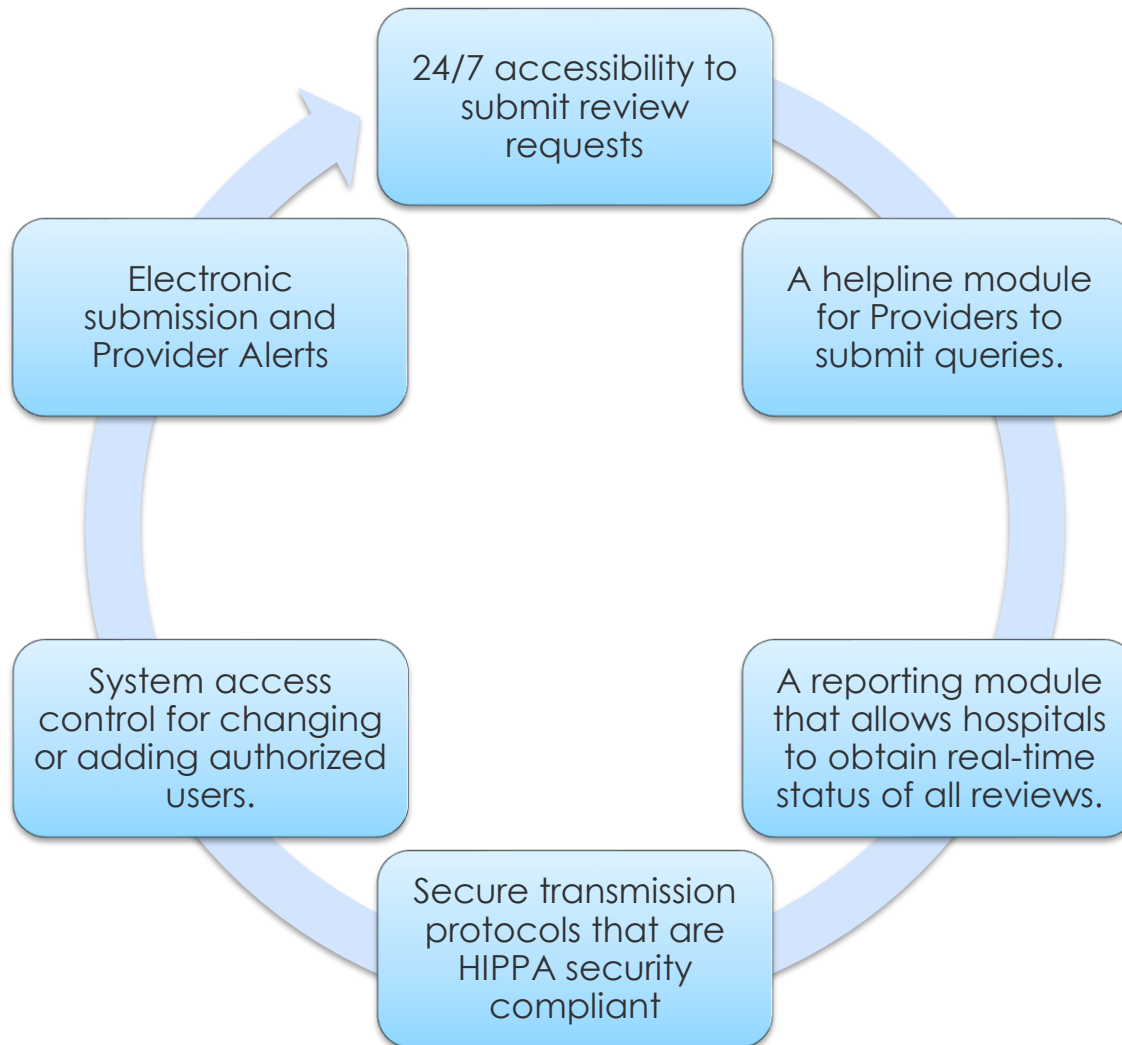 24/7 accessibility to
submit review
requests
A helpline module
for Providers to
submit queries.
A reporting module
that allows hospitals
to obtain real-time
status of all reviews.
Secure transmission
protocols that are
HIPPA security
compliant
System access
control for changing
or adding authorized
users.
Electronic
submission and
Provider Alerts